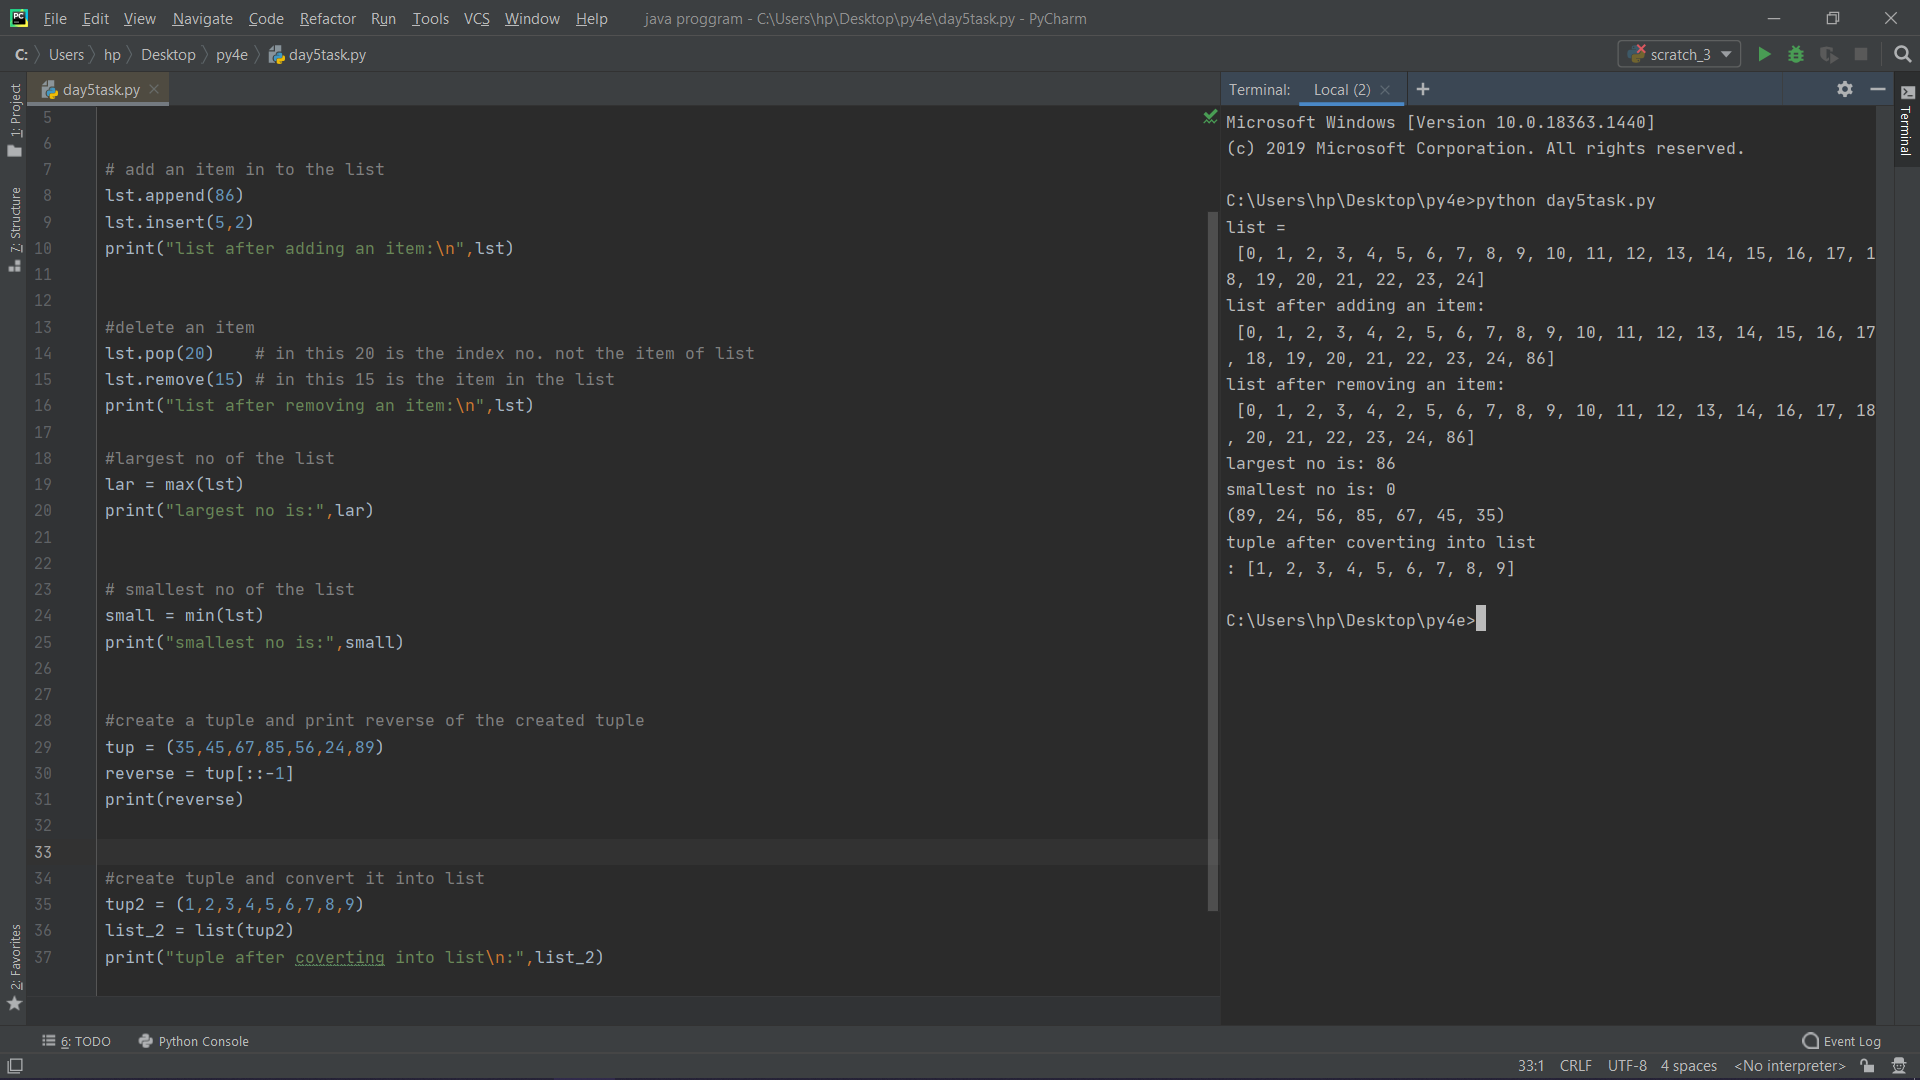 File Edit View Navigate Code Refactor Run Tools VCS Window Help java proggram - C:\Users\hp\Desktop\py4e\day5task.py - PyCharm
C: Users hp Desktop py4e day5task.py
scratch_3
1: Project
7: Structure
2: Favorites
day5task.py
5
6
7 # add an item in to the list
8 lst.append(86)
9 lst.insert(5,2)
10 print("list after adding an item:\n",lst)
11
12
13 #delete an item
14 lst.pop(20)    # in this 20 is the index no. not the item of list
15 lst.remove(15) # in this 15 is the item in the list
16 print("list after removing an item:\n",lst)
17
18 #largest no of the list
19 lar = max(lst)
20 print("largest no is:",lar)
21
22
23 # smallest no of the list
24 small = min(lst)
25 print("smallest no is:",small)
26
27
28 #create a tuple and print reverse of the created tuple
29 tup = (35,45,67,85,56,24,89)
30 reverse = tup[::-1]
31 print(reverse)
32
33
34 #create tuple and convert it into list
35 tup2 = (1,2,3,4,5,6,7,8,9)
36 list_2 = list(tup2)
37 print("tuple after coverting into list\n:",list_2)
Terminal: Local (2)
Terminal
Microsoft Windows [Version 10.0.18363.1440]
(c) 2019 Microsoft Corporation. All rights reserved.
C:\Users\hp\Desktop\py4e>python day5task.py
list =
[0, 1, 2, 3, 4, 5, 6, 7, 8, 9, 10, 11, 12, 13, 14, 15, 16, 17, 1
8, 19, 20, 21, 22, 23, 24]
list after adding an item:
[0, 1, 2, 3, 4, 2, 5, 6, 7, 8, 9, 10, 11, 12, 13, 14, 15, 16, 17
, 18, 19, 20, 21, 22, 23, 24, 86]
list after removing an item:
[0, 1, 2, 3, 4, 2, 5, 6, 7, 8, 9, 10, 11, 12, 13, 14, 16, 17, 18
, 20, 21, 22, 23, 24, 86]
largest no is: 86
smallest no is: 0
(89, 24, 56, 85, 67, 45, 35)
tuple after coverting into list
: [1, 2, 3, 4, 5, 6, 7, 8, 9]
C:\Users\hp\Desktop\py4e>
6: TODO Python Console Event Log
33:1 CRLF UTF-8 4 spaces <No interpreter>